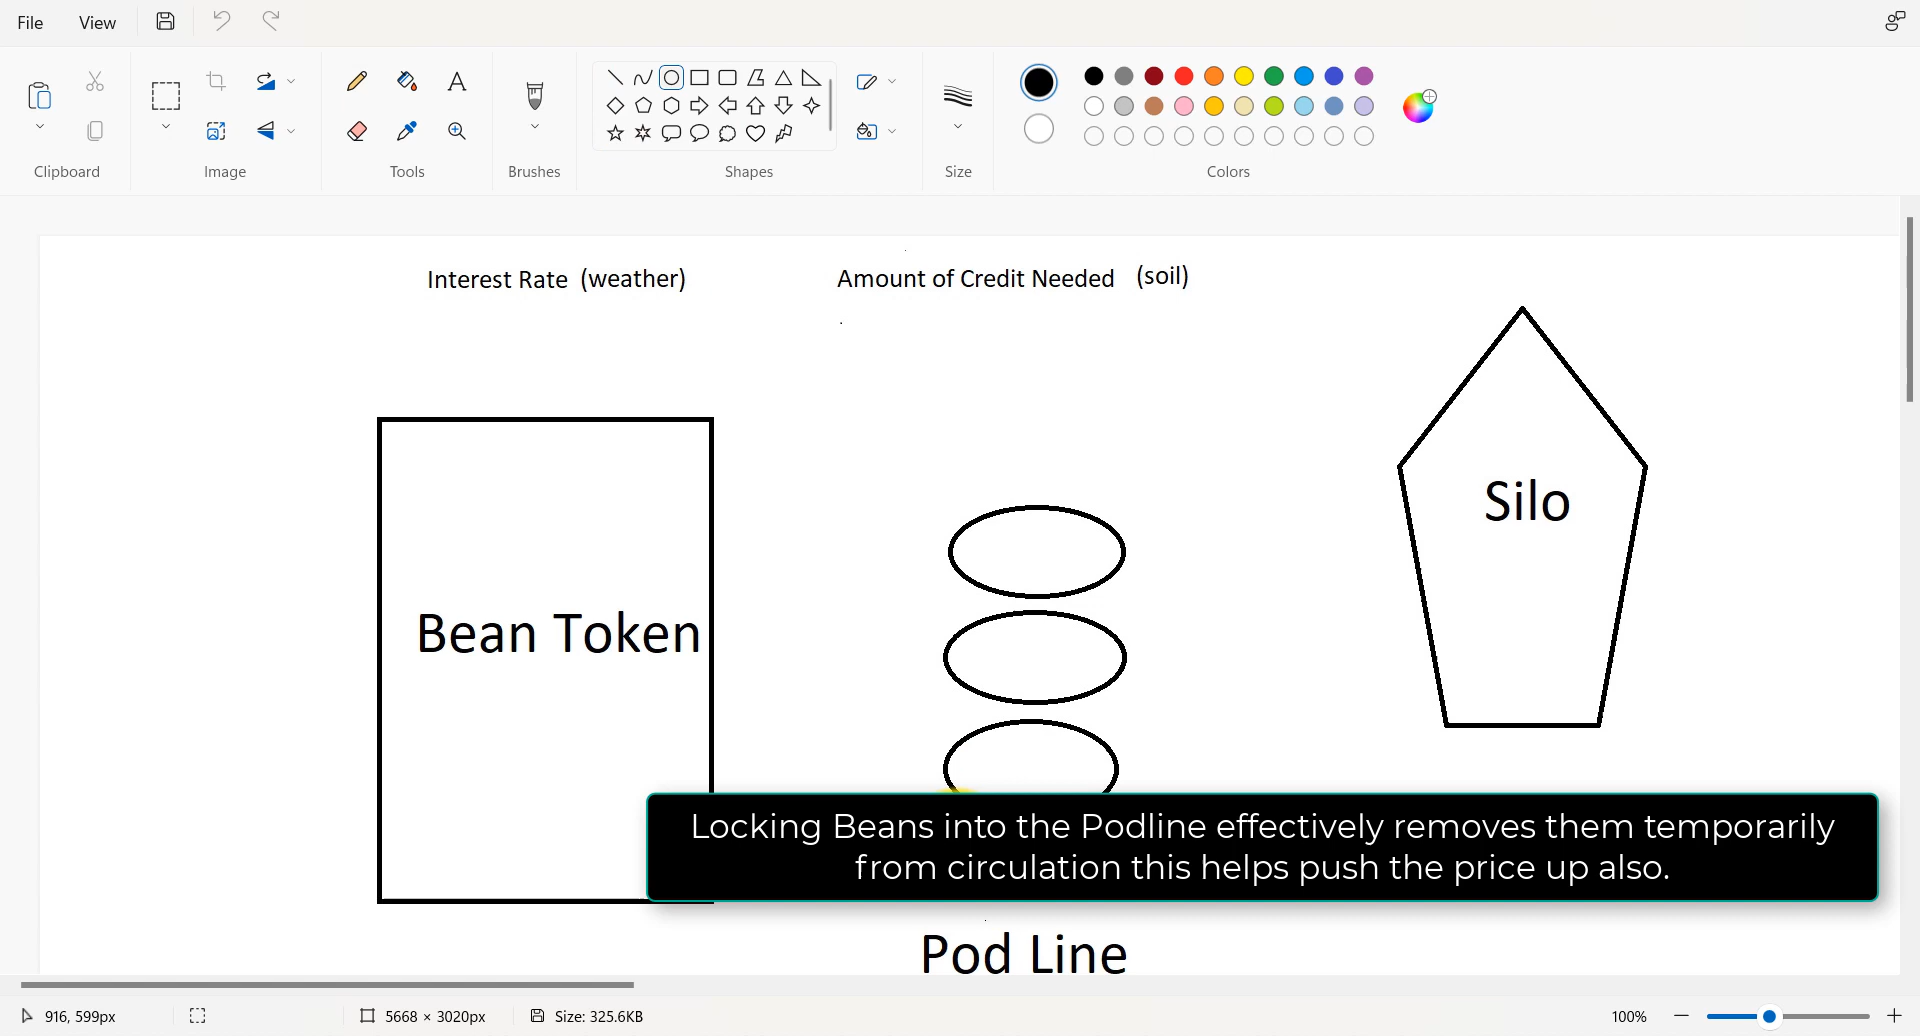 File View
Clipboard Image Tools Brushes Shapes Size Colors
Interest Rate (weather) Amount of Credit Needed (soil)
Silo
Bean Token
Locking Beans into the Podline effectively removes them temporarily
from circulation this helps push the price up also.
Pod Line
916, 599px 5668 × 3020px Size: 325.6KB 100%